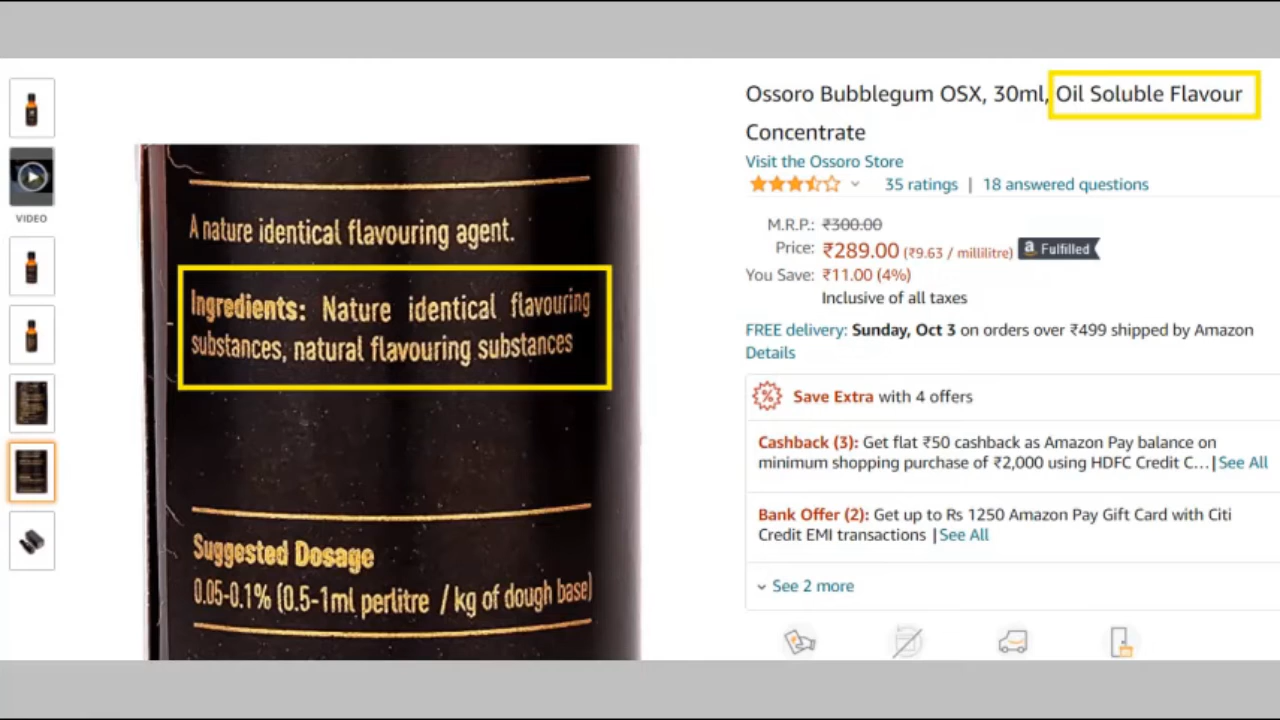 VIDEO
A nature identical flavouring agent.
Ingredients: Nature identical flavouring
substances, natural flavouring substances
Suggested Dosage
0.05-0.1% (0.5-1ml perlitre / kg of dough base)
Ossoro Bubblegum OSX, 30ml, Oil Soluble Flavour
Concentrate
Visit the Ossoro Store
35 ratings | 18 answered questions
M.R.P.: ₹300.00
Price: ₹289.00 (₹9.63 / millilitre) a Fulfilled
You Save: ₹11.00 (4%)
Inclusive of all taxes
FREE delivery: Sunday, Oct 3 on orders over ₹499 shipped by Amazon
Details
% Save Extra with 4 offers
Cashback (3): Get flat ₹50 cashback as Amazon Pay balance on
minimum shopping purchase of ₹2,000 using HDFC Credit C... | See All
Bank Offer (2): Get up to Rs 1250 Amazon Pay Gift Card with Citi
Credit EMI transactions | See All
See 2 more